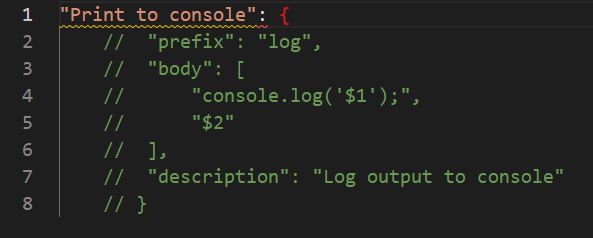 1 "Print to console": {
2 // "prefix": "log",
3 // "body": [
4 // "console.log('$1');",
5 // "$2"
6 // ],
7 // "description": "Log output to console"
8 // }